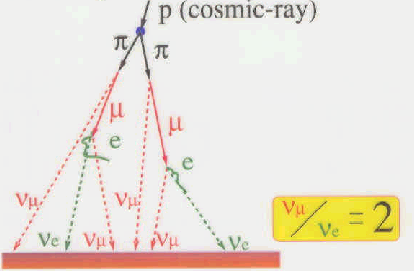 p (cosmic-ray)
π π
μ
μ
e
e
νμ νμ
νe νμ νμ νe
νμ/νe = 2